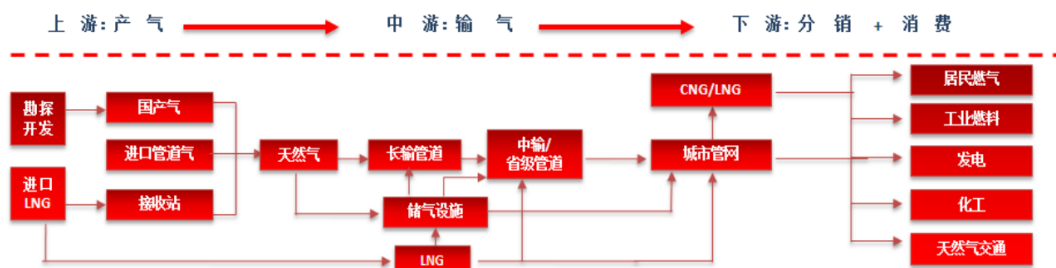 上 游:产 气
中 游:输 气
下 游:分 销 + 消 费
勘探
开发
国产气
进口管道气
进口
LNG
接收站
天然气
长输管道
中输/
省级管道
储气设施
LNG
CNG/LNG
城市管网
居民燃气
工业燃料
发电
化工
天然气交通